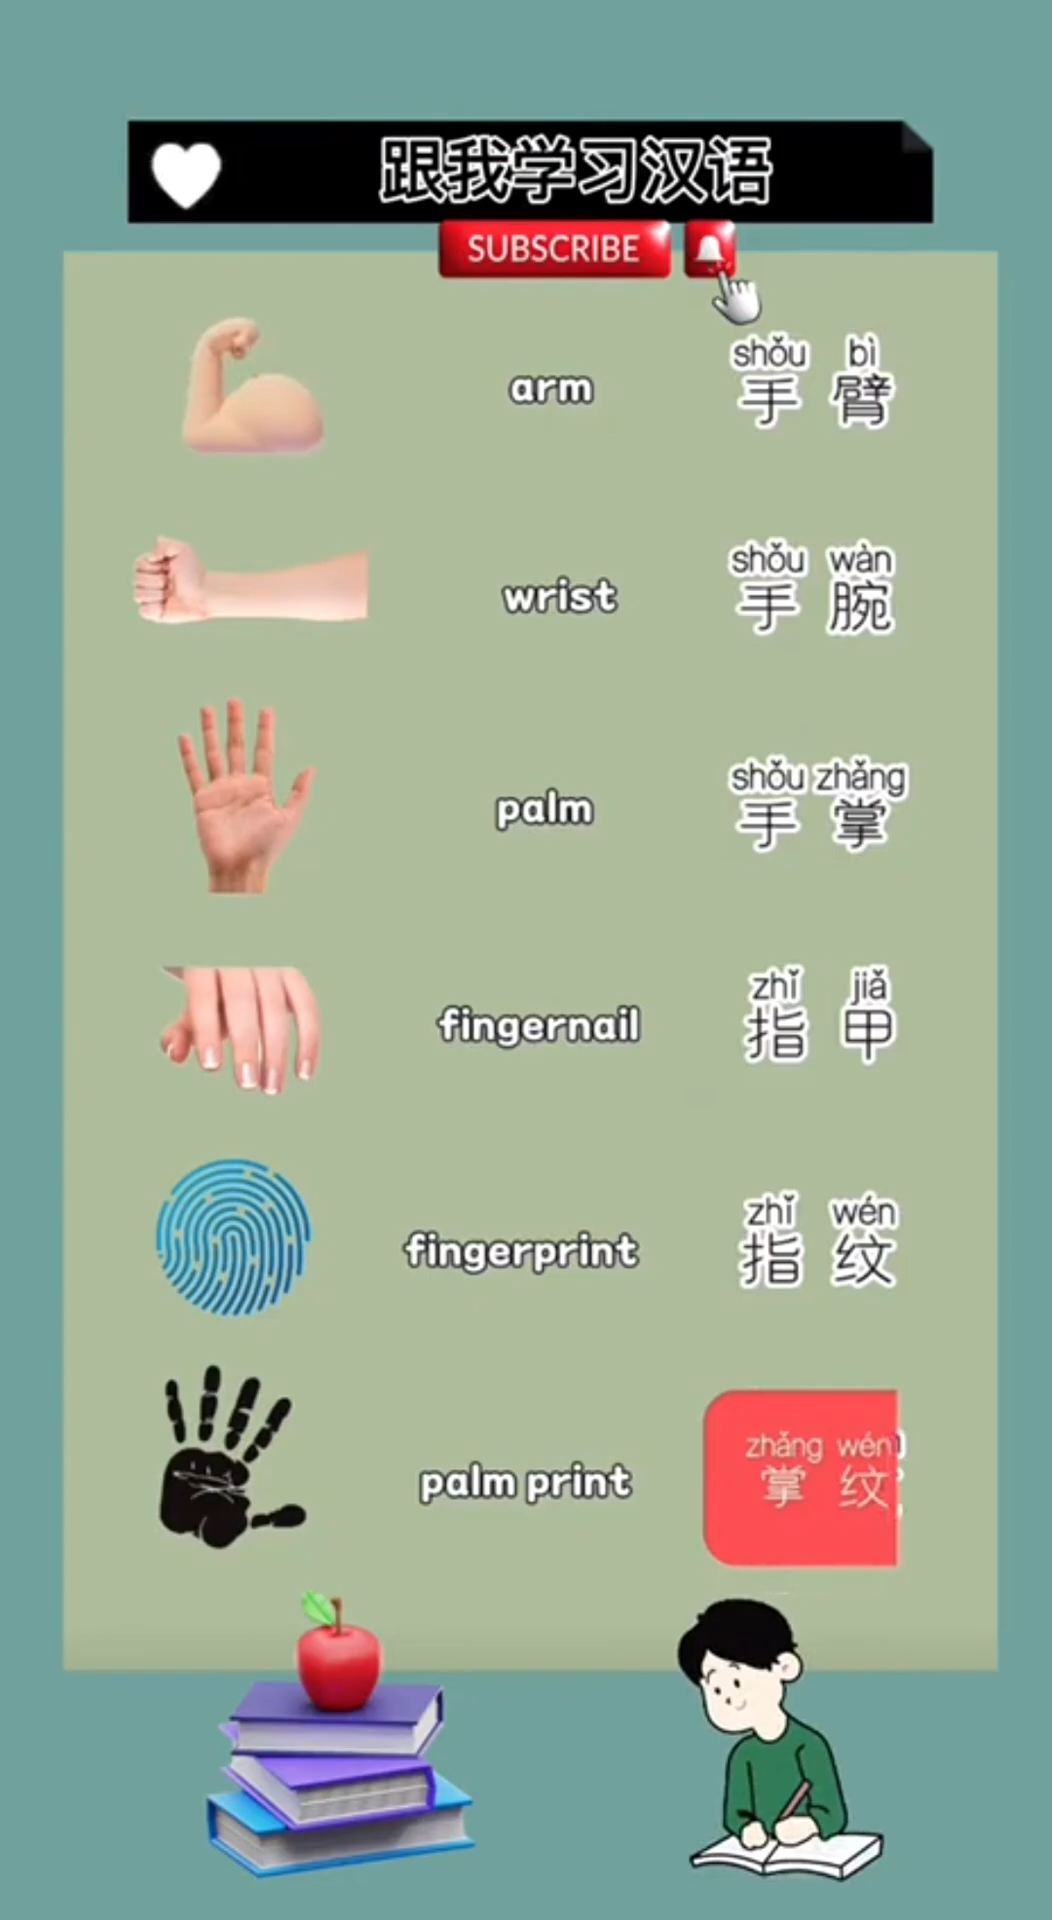 跟我学习汉语
SUBSCRIBE
arm
shǒu bì
手臂
wrist
shǒu wàn
手腕
palm
shǒu zhǎng
手掌
fingernail
zhǐ jiǎ
指甲
fingerprint
zhǐ wén
指纹
palm print
zhǎng wén
掌纹